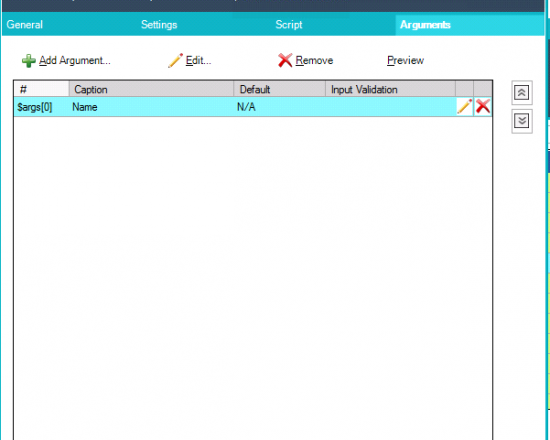 General Settings Script Arguments
Add Argument... Edit... Remove Preview
# Caption Default Input Validation
$args[0] Name N/A